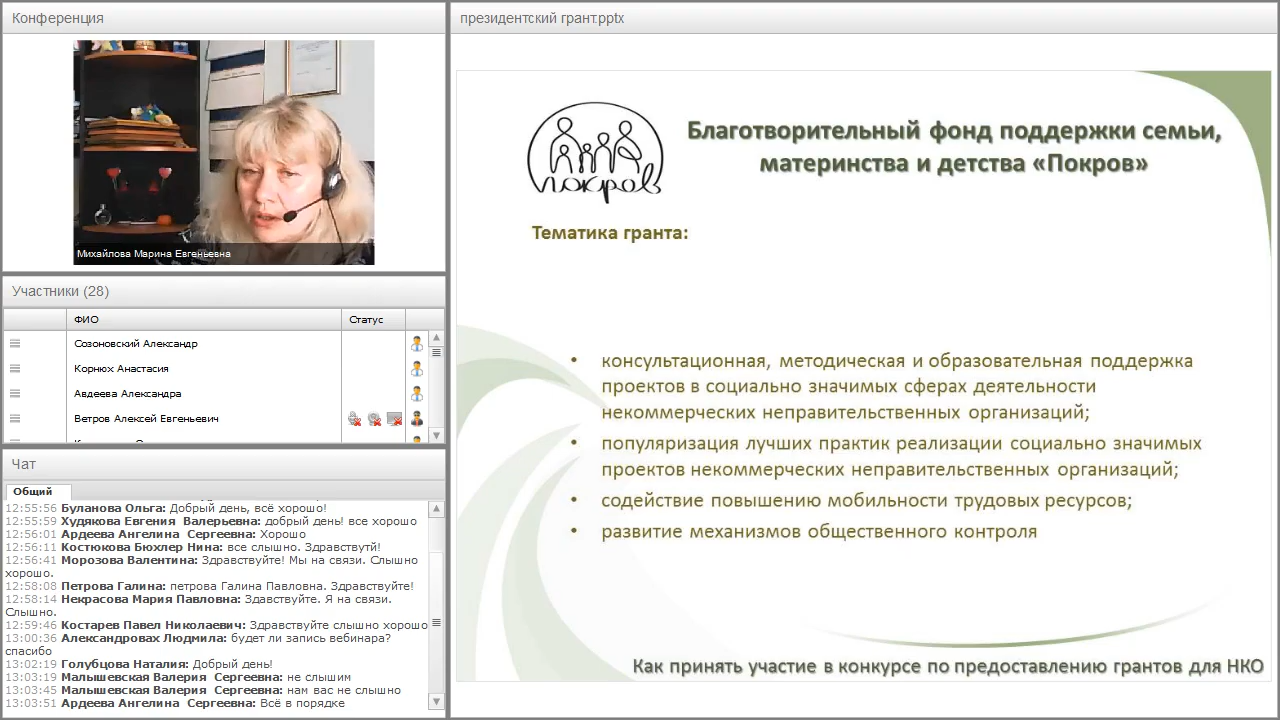 Конференция
Михайлова Марина Евгеньевна
Участники (28)
ФИО Статус
Созоновский Александр
Корнюх Анастасия
Авдеева Александра
Ветров Алексей Евгеньевич
Чат
Общий
12:55:56 Буланова Ольга: Добрый день, всё хорошо!
12:55:59 Худякова Евгения Валерьевна: добрый день! все хорошо
12:56:01 Ардеева Ангелина Сергеевна: Хорошо
12:56:11 Костюкова Бюхлер Нина: все слышно. Здравствутй!
12:56:41 Морозова Валентина: Здравствуйте! Мы на связи. Слышно
хорошо.
12:58:08 Петрова Галина: петрова Галина Павловна. Здравствуйте!
12:58:14 Некрасова Мария Павловна: Здавствуйте. Я на связи.
Слышно.
12:59:46 Костарев Павел Николаевич: Здравствуйте слышно хорошо
13:00:36 Александровах Людмила: будет ли запись вебинара?
спасибо
13:02:19 Голубцова Наталия: Добрый день!
13:03:19 Малышевская Валерия Сергеевна: не слышим
13:03:45 Малышевская Валерия Сергеевна: нам вас не слышно
13:03:51 Ардеева Ангелина Сергеевна: Всё в порядке
президентский грант.pptx
покров
Благотворительный фонд поддержки семьи,
материнства и детства «Покров»
Тематика гранта:
• консультационная, методическая и образовательная поддержка
проектов в социально значимых сферах деятельности
некоммерческих неправительственных организаций;
• популяризация лучших практик реализации социально значимых
проектов некоммерческих неправительственных организаций;
• содействие повышению мобильности трудовых ресурсов;
• развитие механизмов общественного контроля
Как принять участие в конкурсе по предоставлению грантов для НКО